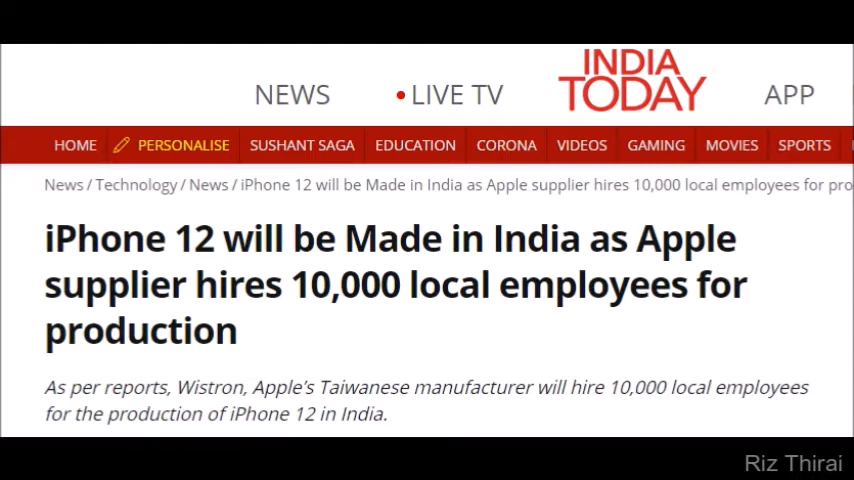 INDIA
TODAY
NEWS
LIVE TV
APP
HOME PERSONALISE SUSHANT SAGA EDUCATION CORONA VIDEOS GAMING MOVIES SPORTS
News / Technology / News / iPhone 12 will be Made in India as Apple supplier hires 10,000 local employees for pro
iPhone 12 will be Made in India as Apple
supplier hires 10,000 local employees for
production
As per reports, Wistron, Apple's Taiwanese manufacturer will hire 10,000 local employees
for the production of iPhone 12 in India.
Riz Thirai